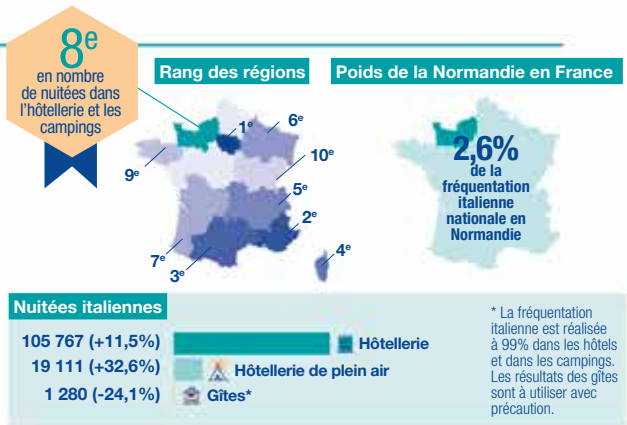 8e
en nombre
de nuitées dans
l'hôtellerie et les
campings
Rang des régions
1e
6e
10e
9e
5e
2e
4e
7e
3e
Poids de la Normandie en France
2,6%
de la
fréquentation
italienne
nationale en
Normandie
Nuitées italiennes
105 767 (+11,5%)
Hôtellerie
19 111 (+32,6%)
Hôtellerie de plein air
1 280 (-24,1%)
Gîtes*
* La fréquentation
italienne est réalisée
à 99% dans les hôtels
et dans les campings.
Les résultats des gîtes
sont à utiliser avec
précaution.